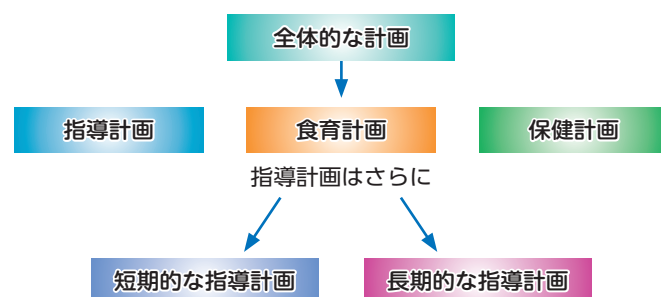 全体的な計画
指導計画
食育計画
保健計画
指導計画はさらに
短期的な指導計画
長期的な指導計画